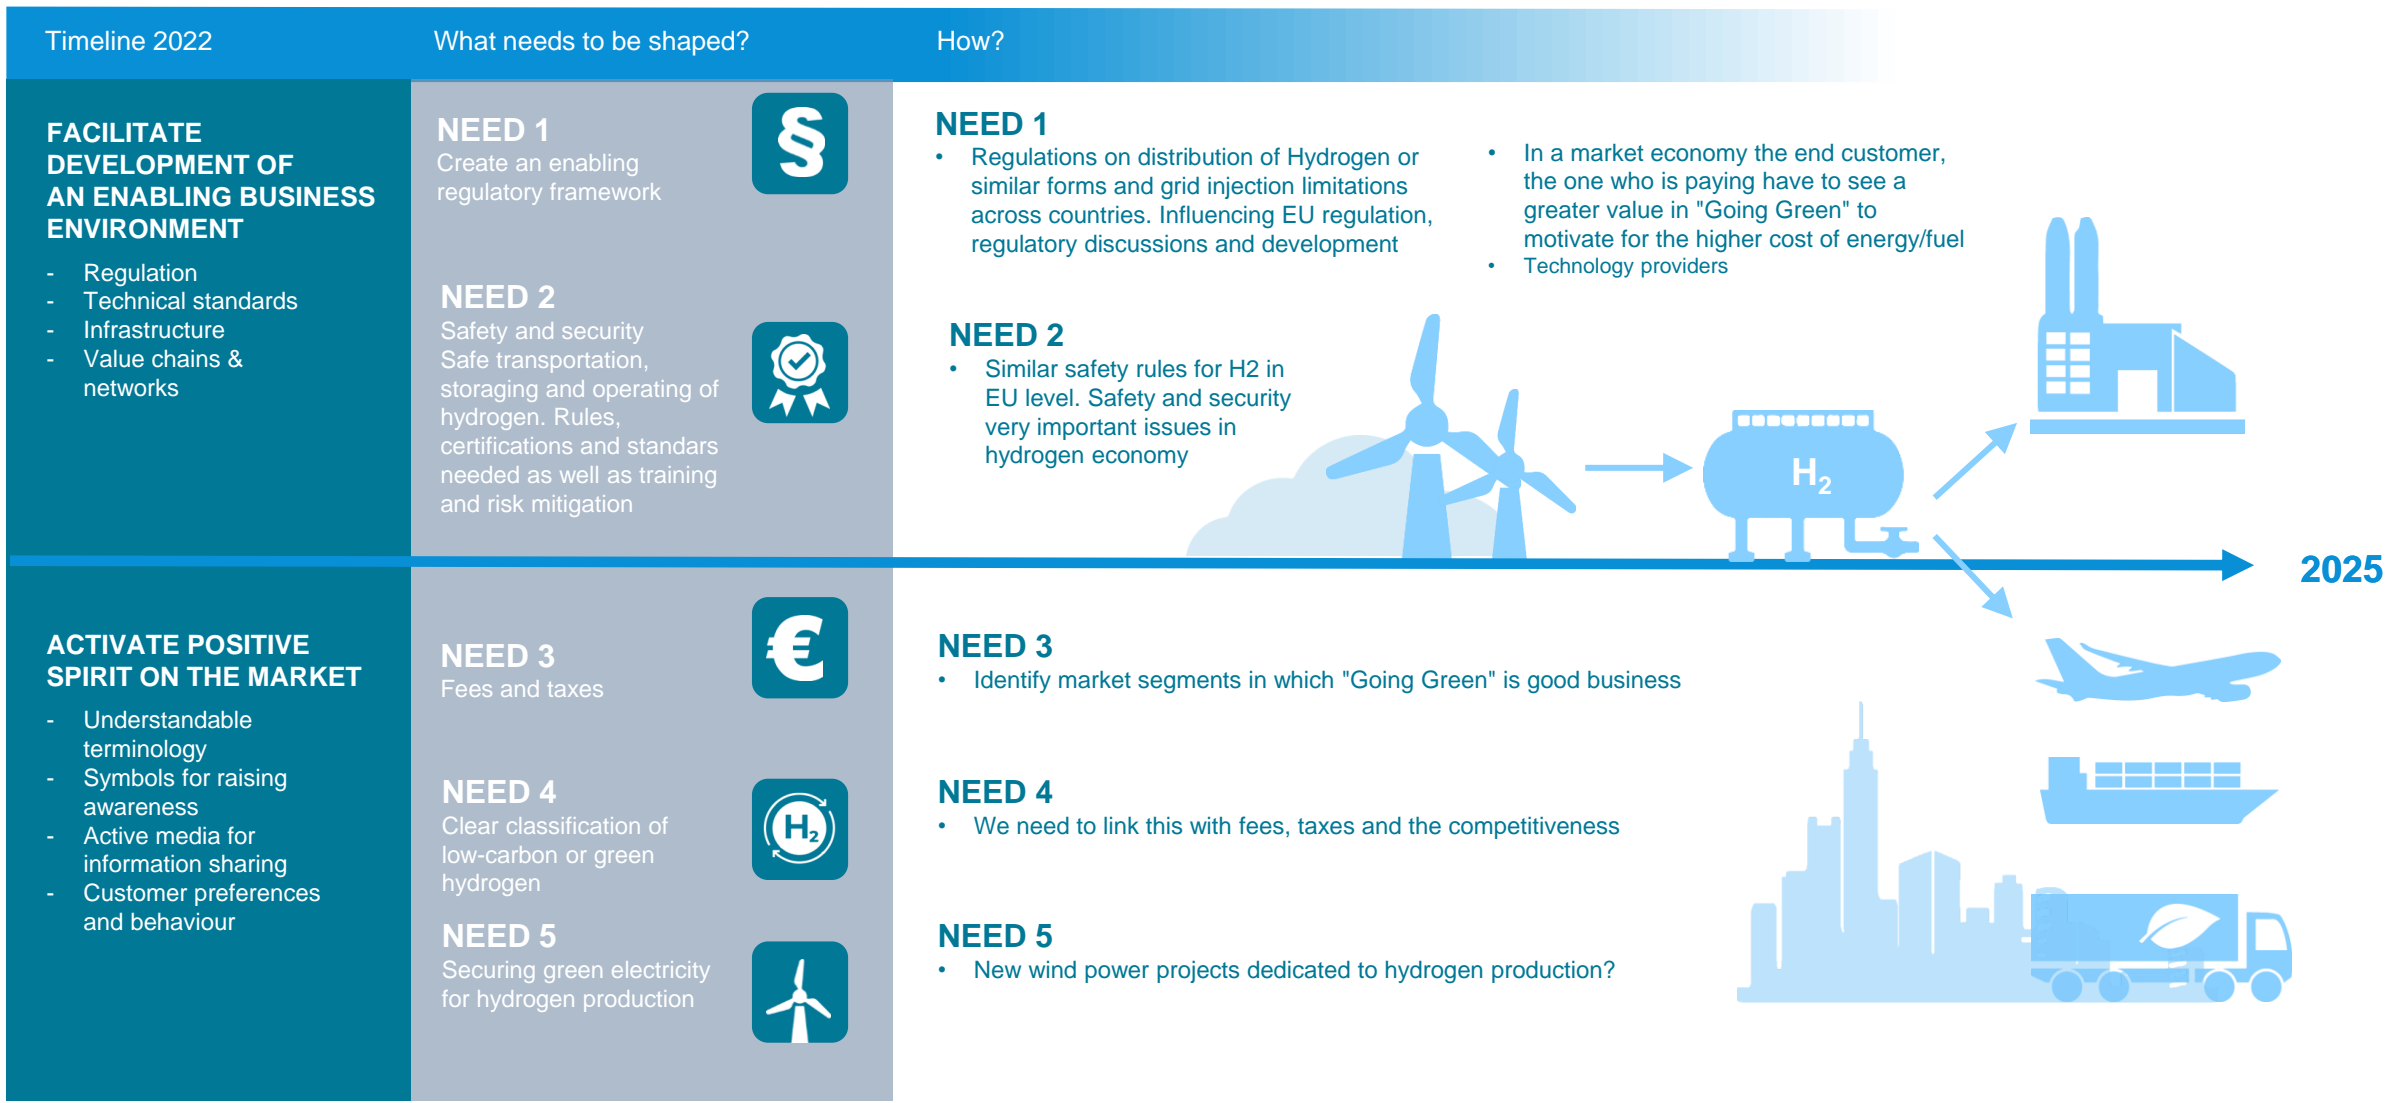 Timeline 2022
What needs to be shaped?
How?
FACILITATE
DEVELOPMENT OF
AN ENABLING BUSINESS
ENVIRONMENT
- Regulation
- Technical standards
- Infrastructure
- Value chains &
networks
NEED 1
Create an enabling
regulatory framework
§
NEED 2
Safety and security
Safe transportation,
storaging and operating of
hydrogen. Rules,
certifications and standars
needed as well as training
and risk mitigation
NEED 1
• Regulations on distribution of Hydrogen or
similar forms and grid injection limitations
across countries. Influencing EU regulation,
regulatory discussions and development
• In a market economy the end customer,
the one who is paying have to see a
greater value in "Going Green" to
motivate for the higher cost of energy/fuel
• Technology providers
NEED 2
• Similar safety rules for H2 in
EU level. Safety and security
very important issues in
hydrogen economy
H2
2025
ACTIVATE POSITIVE
SPIRIT ON THE MARKET
- Understandable
terminology
- Symbols for raising
awareness
- Active media for
information sharing
- Customer preferences
and behaviour
NEED 3
Fees and taxes
€
NEED 4
Clear classification of
low-carbon or green
hydrogen
H2
NEED 5
Securing green electricity
for hydrogen production
NEED 3
• Identify market segments in which "Going Green" is good business
NEED 4
• We need to link this with fees, taxes and the competitiveness
NEED 5
• New wind power projects dedicated to hydrogen production?